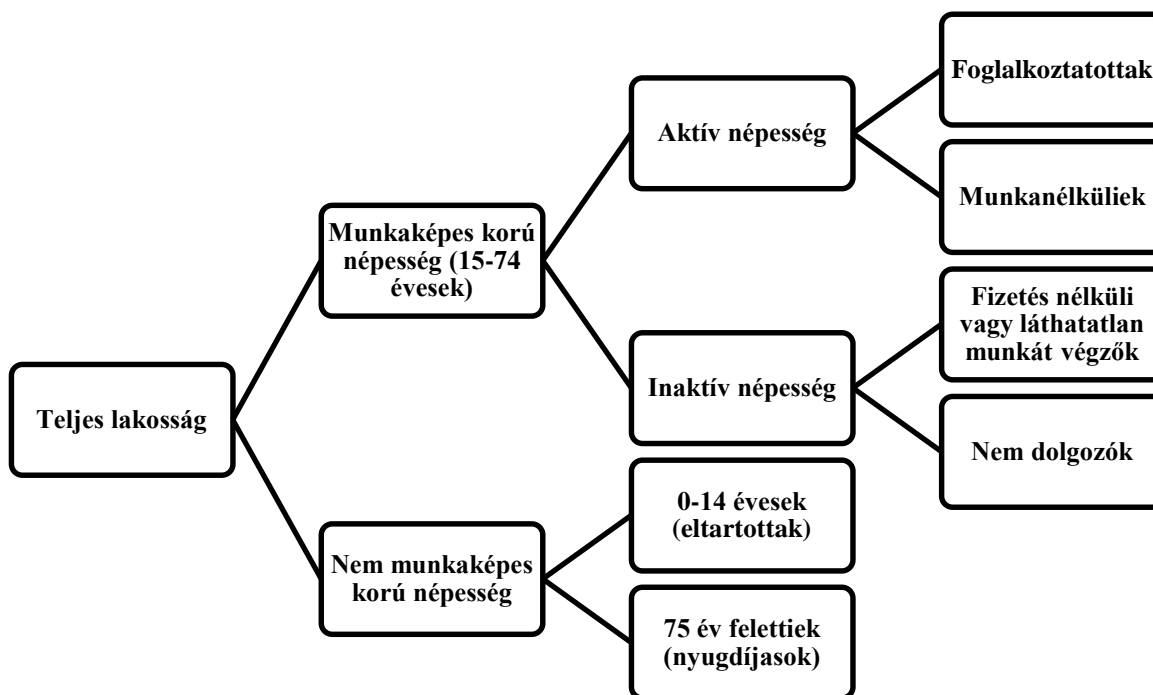 Teljes lakosság
Munkaképes korú
népesség (15-74
évesek)
Aktív népesség
Foglalkoztatottak
Munkanélküliek
Inaktív népesség
Fizetés nélküli
vagy láthatatlan
munkát végzők
Nem dolgozók
Nem munkaképes
korú népesség
0-14 évesek
(eltartottak)
75 év felettiek
(nyugdíjasok)